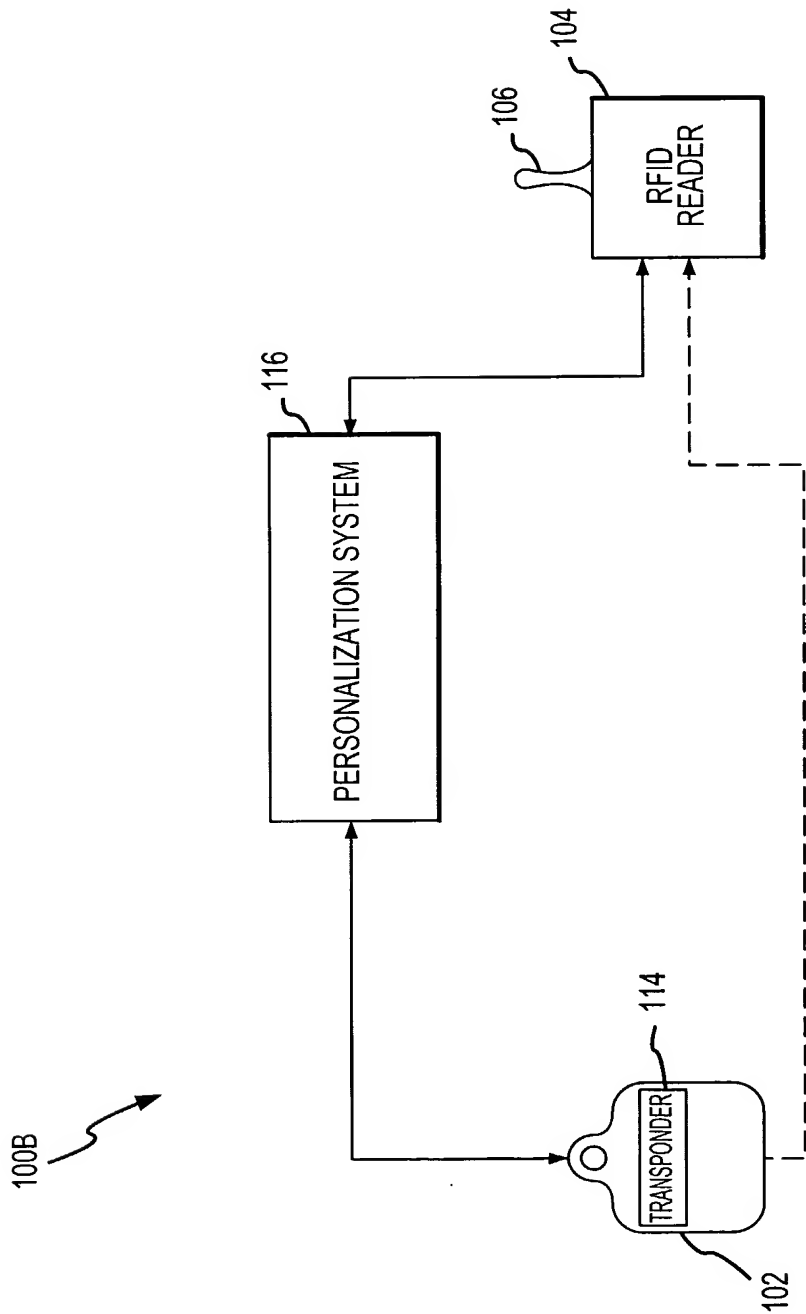 100B
116
PERSONALIZATION SYSTEM
106
104
RFID
READER
114
TRANSPONDER
102